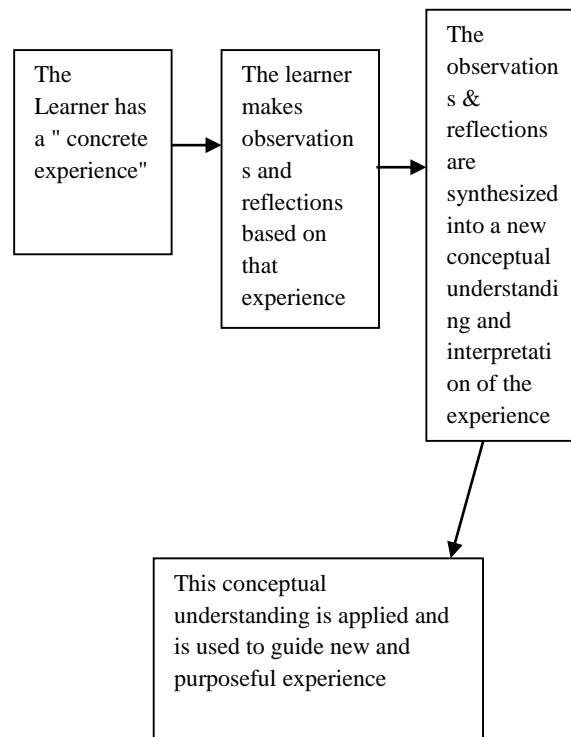 The
Learner has
a " concrete
experience"
The learner
makes
observation
s and
reflections
based on
that
experience
The
observation
s &
reflections
are
synthesized
into a new
conceptual
understandi
ng and
interpretati
on of the
experience
This conceptual
understanding is applied and
is used to guide new and
purposeful experience